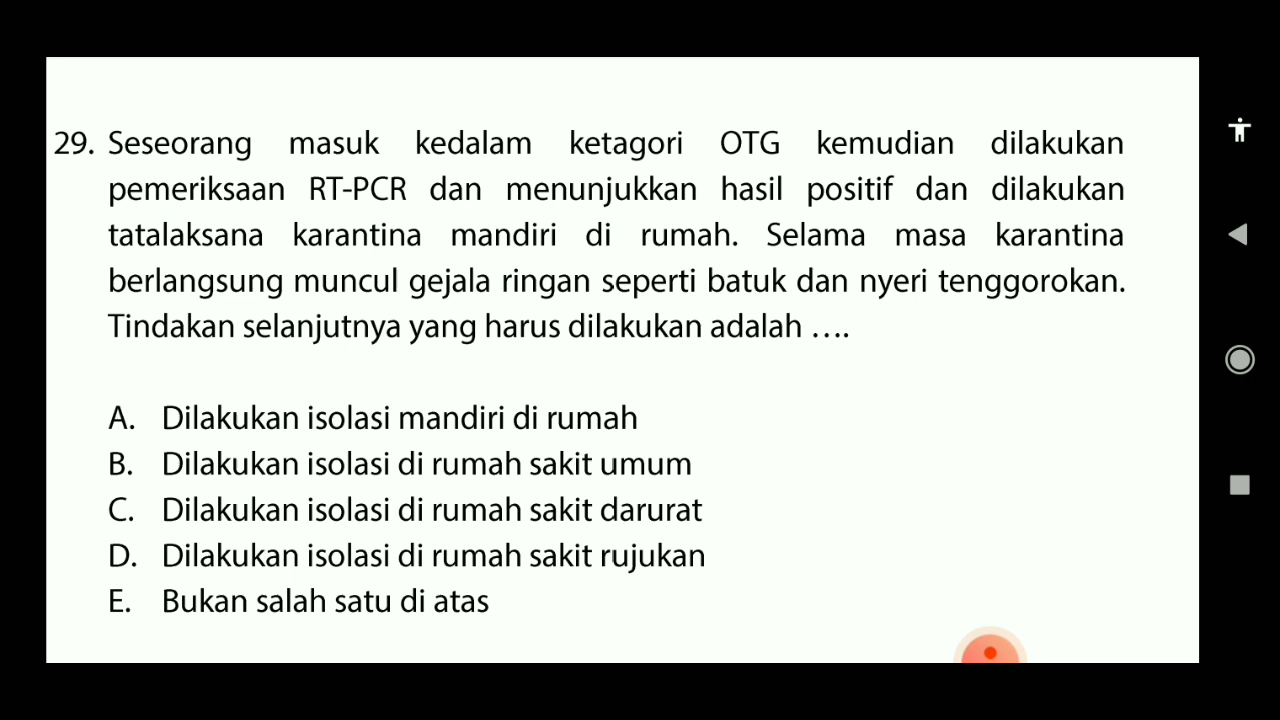 29. Seseorang masuk kedalam ketagori OTG kemudian dilakukan
pemeriksaan RT-PCR dan menunjukkan hasil positif dan dilakukan
tatalaksana karantina mandiri di rumah. Selama masa karantina
berlangsung muncul gejala ringan seperti batuk dan nyeri tenggorokan.
Tindakan selanjutnya yang harus dilakukan adalah ….
A. Dilakukan isolasi mandiri di rumah
B. Dilakukan isolasi di rumah sakit umum
C. Dilakukan isolasi di rumah sakit darurat
D. Dilakukan isolasi di rumah sakit rujukan
E. Bukan salah satu di atas